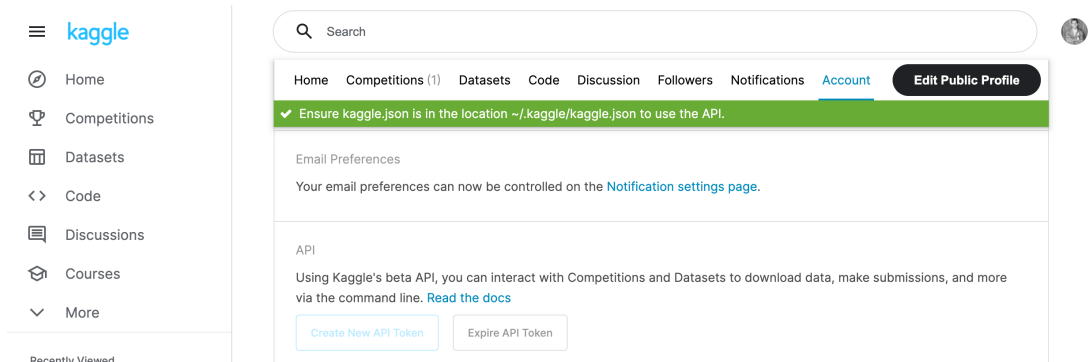 kaggle
Search
Home
Competitions
Datasets
Code
Discussions
Courses
More
Recently Viewed
Home Competitions (1) Datasets Code Discussion Followers Notifications Account Edit Public Profile
Ensure kaggle.json is in the location ~/.kaggle/kaggle.json to use the API.
Email Preferences
Your email preferences can now be controlled on the Notification settings page.
API
Using Kaggle's beta API, you can interact with Competitions and Datasets to download data, make submissions, and more
via the command line. Read the docs
Create New API Token Expire API Token